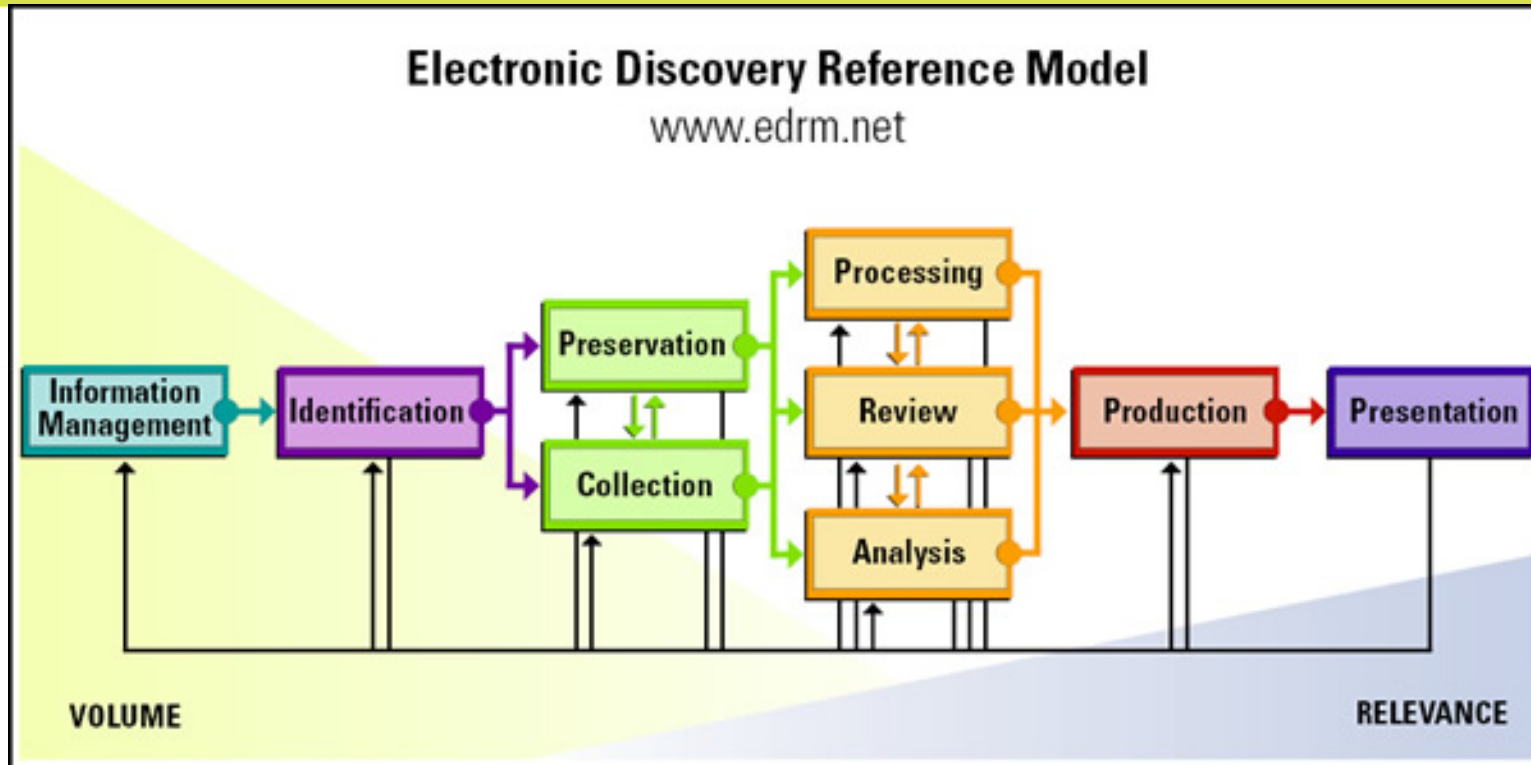 Electronic Discovery Reference Model
www.edrm.net
Information
Management
Identification
Preservation
Collection
Processing
Review
Analysis
Production
Presentation
VOLUME
RELEVANCE